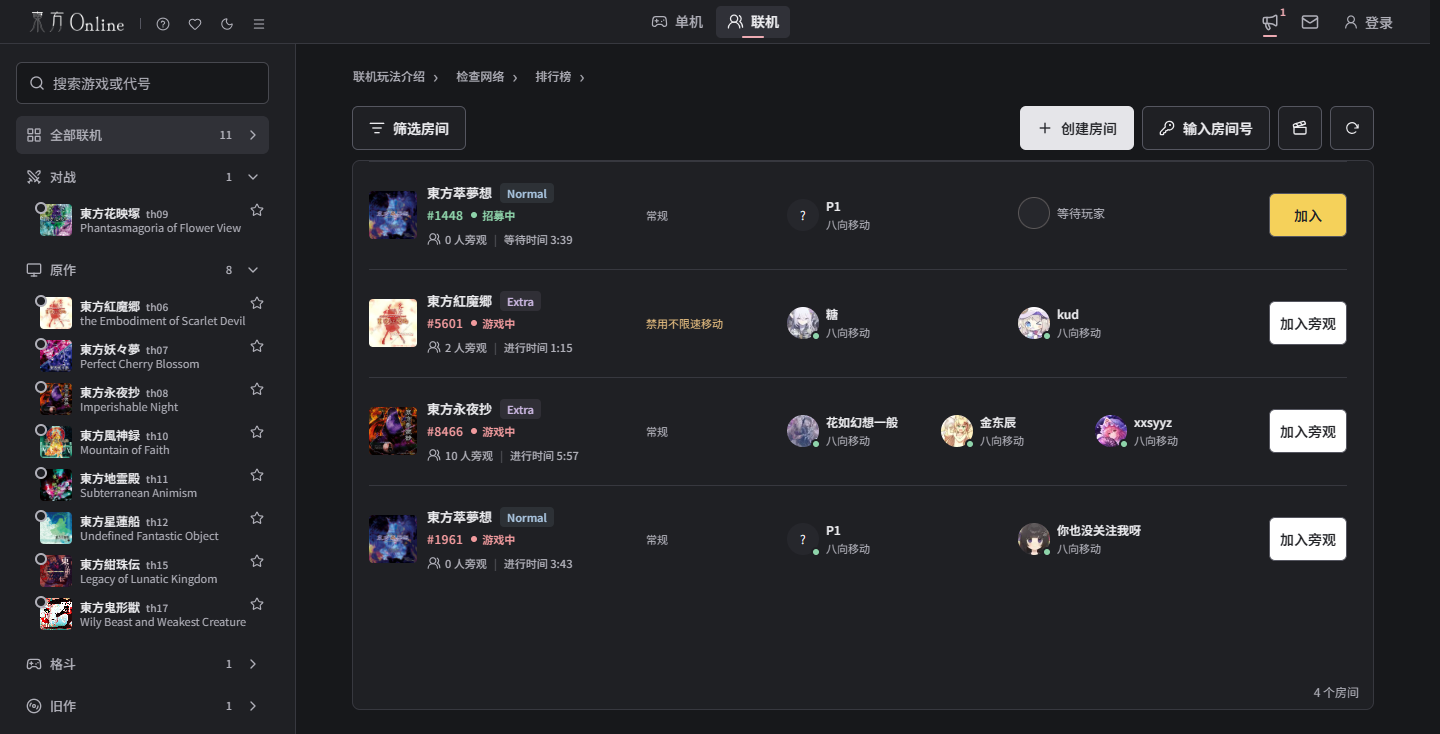 東方Online
单机
联机
1
登录
搜索游戏或代号
全部联机 11
对战 1
東方花映塚 th09
Phantasmagoria of Flower View
原作 8
東方紅魔郷 th06
the Embodiment of Scarlet Devil
東方妖々夢 th07
Perfect Cherry Blossom
東方永夜抄 th08
Imperishable Night
東方風神録 th10
Mountain of Faith
東方地霊殿 th11
Subterranean Animism
東方星蓮船 th12
Undefined Fantastic Object
東方紺珠伝 th15
Legacy of Lunatic Kingdom
東方鬼形獣 th17
Wily Beast and Weakest Creature
格斗 1
旧作 1
联机玩法介绍 › 检查网络 › 排行榜 ›
筛选房间
创建房间
输入房间号
東方萃夢想 Normal
#1448 招募中
0 人旁观 | 等待时间 3:39
常规
?
P1
八向移动
等待玩家
加入
東方紅魔郷 Extra
#5601 游戏中
2 人旁观 | 进行时间 1:15
禁用不限速移动
糖
八向移动
kud
八向移动
加入旁观
東方永夜抄 Extra
#8466 游戏中
10 人旁观 | 进行时间 5:57
常规
花如幻想一般
八向移动
金东辰
八向移动
xxsyyz
八向移动
加入旁观
東方萃夢想 Normal
#1961 游戏中
0 人旁观 | 进行时间 3:43
常规
?
P1
八向移动
你也没关注我呀
八向移动
加入旁观
4 个房间